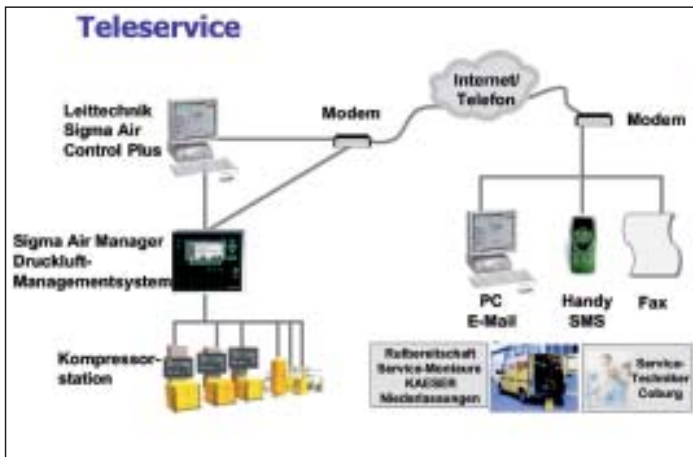 Teleservice
Internet/
Telefon
Leittechnik
Sigma Air
Control Plus
Modem
Modem
Sigma Air Manager
Druckluft-
Managementsystem
PC
E-Mail
Handy
SMS
Fax
Kompressor-
station
Rufbereitschaft
Service-Monteure
KAESER
Niederlassungen
Service-
Techniker
Coburg